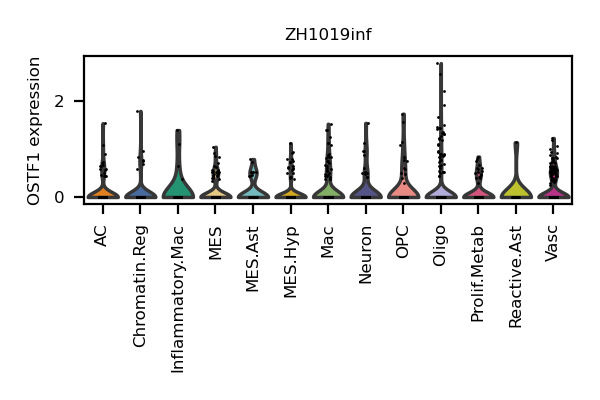 ZH1019inf
OSTF1 expression
2
0
AC
Chromatin.Reg
Inflammatory.Mac
MES
MES.Ast
MES.Hyp
Mac
Neuron
OPC
Oligo
Prolif.Metab
Reactive.Ast
Vasc